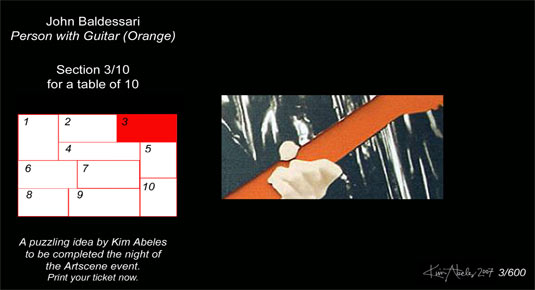 John Baldessari
Person with Guitar (Orange)
Section 3/10
for a table of 10
1
2
3
4
5
6
7
8
9
10
A puzzling idea by Kim Abeles
to be completed the night of
the Artscene event.
Print your ticket now.
Kim Abeles 2007 3/600